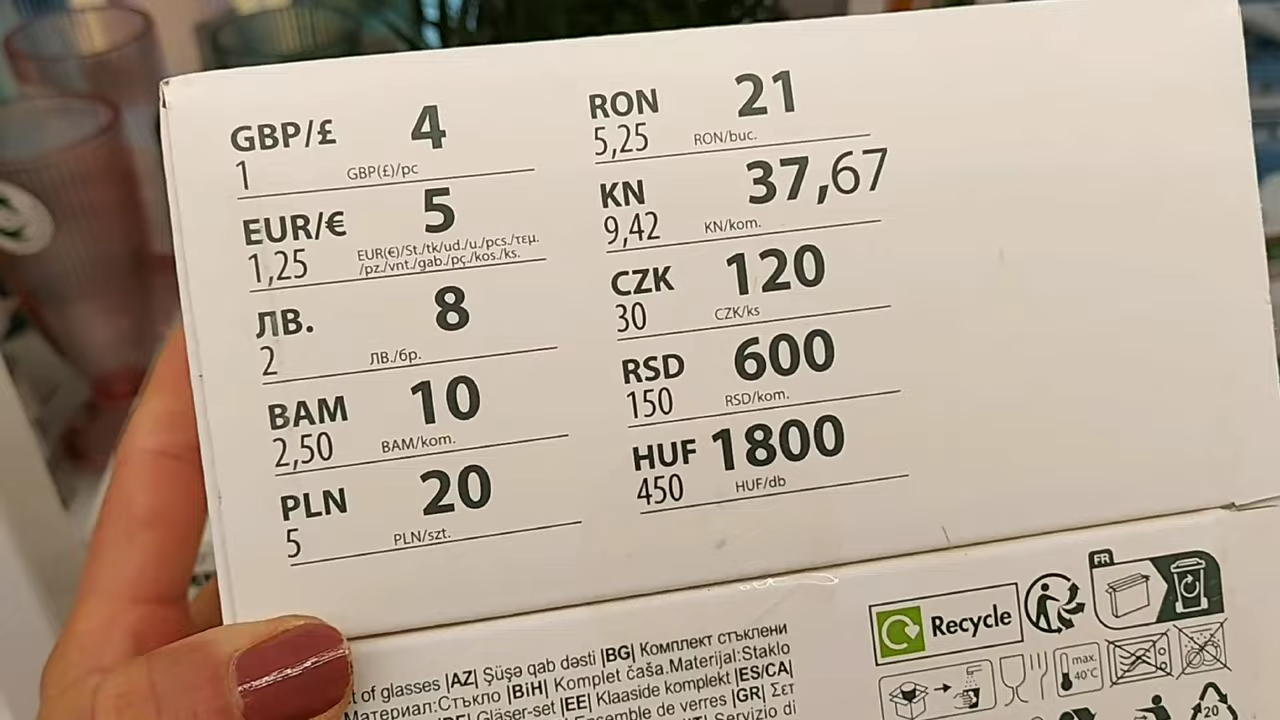 GBP/£ 4
1 GBP(£)/pc
EUR/€ 5
1,25 EUR(€)/St./tk/ud./u./pcs./τεμ.
/pz./vnt./gab./pç./kos./ks.
ЛВ. 8
2 ЛВ./бр.
BAM 10
2,50 BAM/kom.
PLN 20
5 PLN/szt.
RON 21
5,25 RON/buc.
KN 37,67
9,42 KN/kom.
CZK 120
30 CZK/ks
RSD 600
150 RSD/kom.
HUF 1800
450 HUF/db
t of glasses |AZ| Şüşə qab dəsti |BG| Комплект стъклени
Материал:Стъкло |BiH| Komplet čaša.Materijal:Staklo
Gläser-set |EE| Klaaside komplekt |ES/CA|
Ensemble de verres |GR| Σετ
Servizio di
Recycle
FR
max.
40°C
20